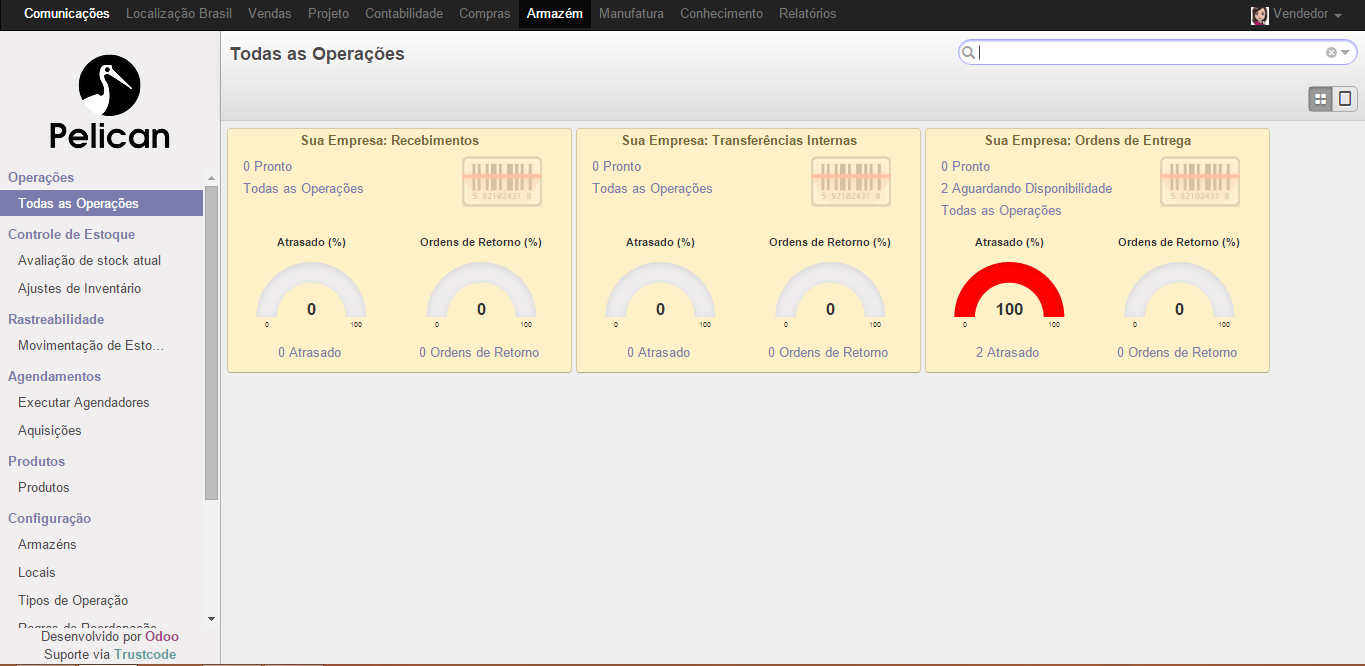 Comunicações Localização Brasil Vendas Projeto Contabilidade Compras Armazém Manufatura Conhecimento Relatórios Vendedor
Pelican
Operações
Todas as Operações
Controle de Estoque
Avaliação de stock atual
Ajustes de Inventário
Rastreabilidade
Movimentação de Esto...
Agendamentos
Executar Agendadores
Aquisições
Produtos
Produtos
Configuração
Armazéns
Locais
Tipos de Operação
Regras de Reordenação
Desenvolvido por Odoo
Suporte via Trustcode
Todas as Operações
Sua Empresa: Recebimentos
0 Pronto
Todas as Operações
5 92102431 8
Atrasado (%) Ordens de Retorno (%)
0 0
0 100 0 100
0 Atrasado 0 Ordens de Retorno
Sua Empresa: Transferências Internas
0 Pronto
Todas as Operações
5 92102431 8
Atrasado (%) Ordens de Retorno (%)
0 0
0 100 0 100
0 Atrasado 0 Ordens de Retorno
Sua Empresa: Ordens de Entrega
0 Pronto
2 Aguardando Disponibilidade
Todas as Operações
5 92102431 8
Atrasado (%) Ordens de Retorno (%)
100 0
0 100 0 100
2 Atrasado 0 Ordens de Retorno